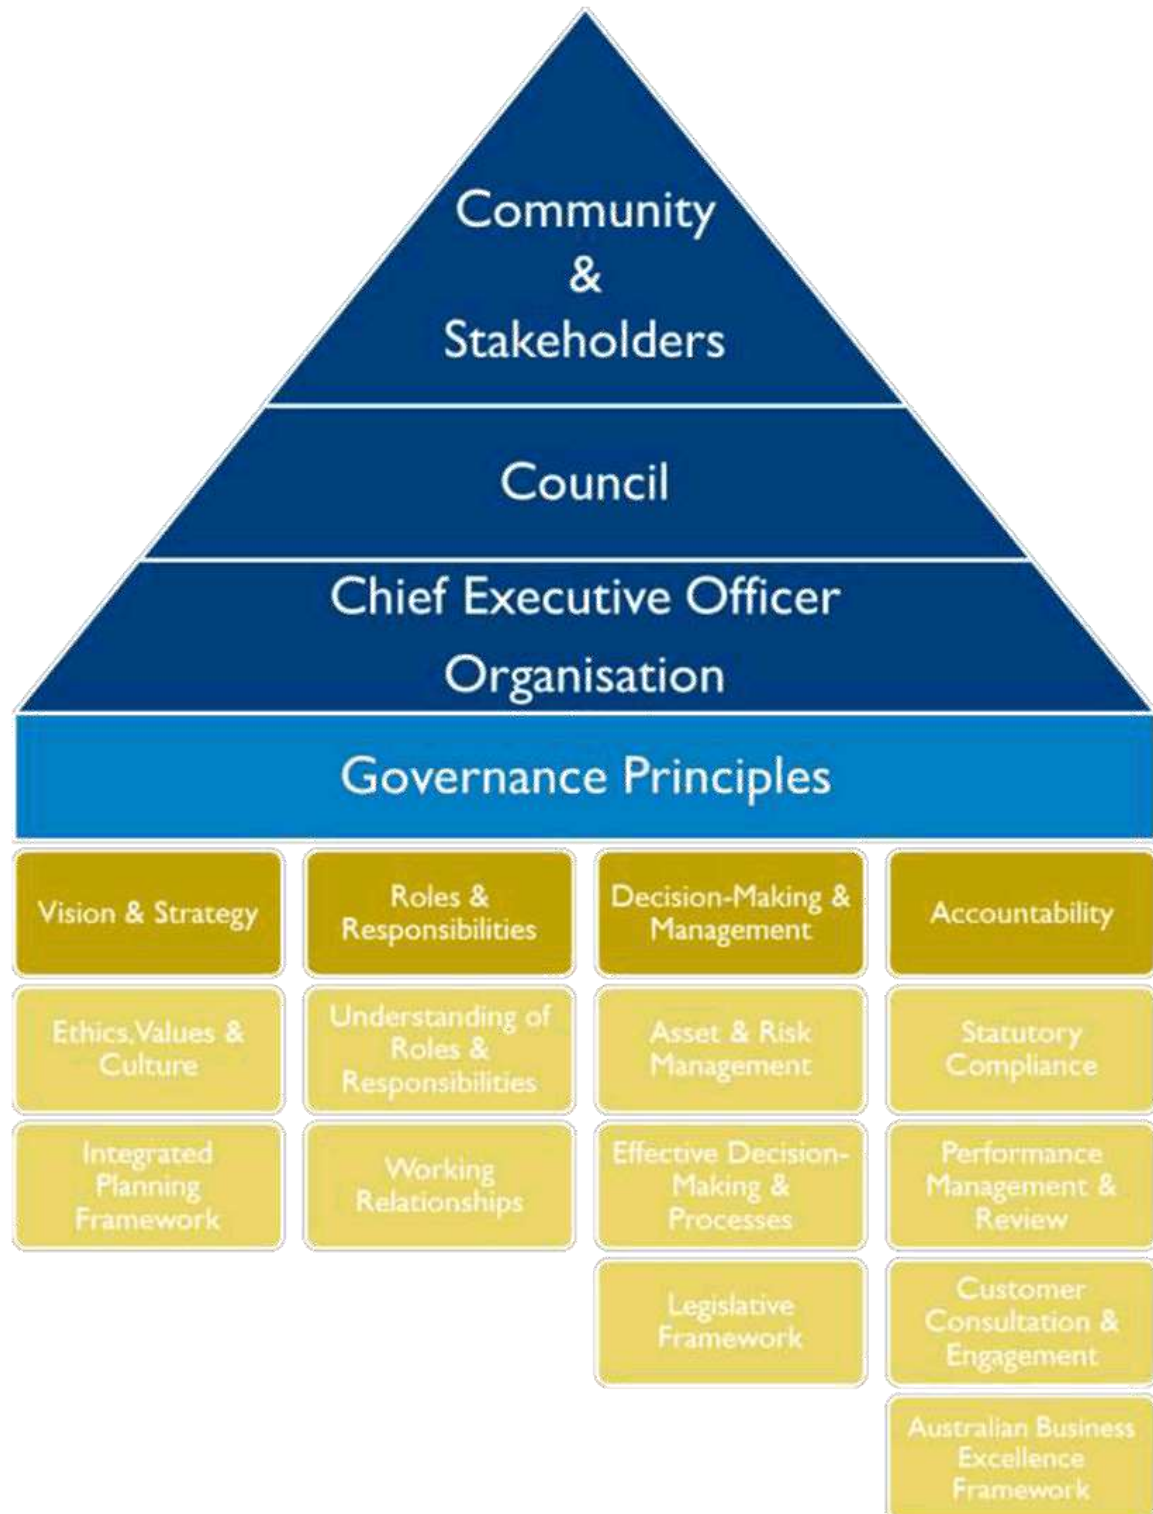 Community
&
Stakeholders
Council
Chief Executive Officer
Organisation
Governance Principles
Vision & Strategy
Ethics, Values &
Culture
Integrated
Planning
Framework
Roles &
Responsibilities
Understanding of
Roles &
Responsibilities
Working
Relationships
Decision-Making &
Management
Asset & Risk
Management
Effective Decision-
Making &
Processes
Legislative
Framework
Accountability
Statutory
Compliance
Performance
Management &
Review
Customer
Consultation &
Engagement
Australian Business
Excellence
Framework